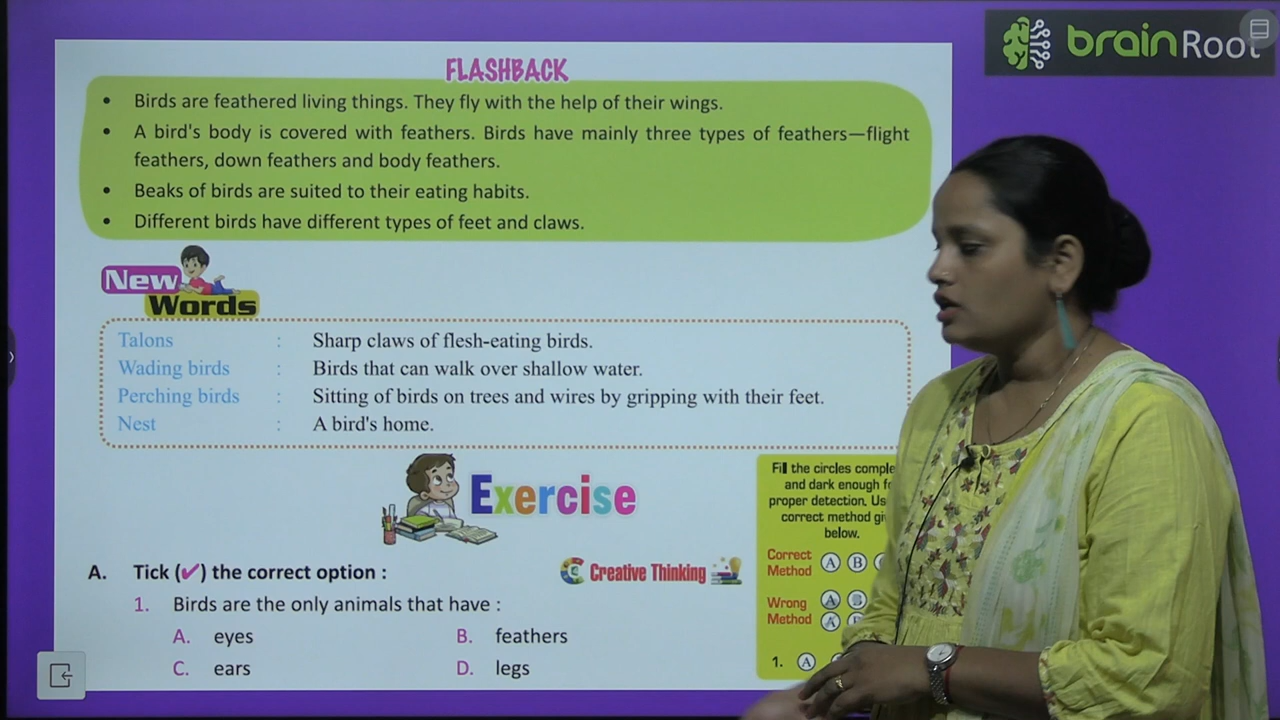 brainRoot
FLASHBACK
• Birds are feathered living things. They fly with the help of their wings.
• A bird's body is covered with feathers. Birds have mainly three types of feathers—flight
feathers, down feathers and body feathers.
• Beaks of birds are suited to their eating habits.
• Different birds have different types of feet and claws.
New
Words
Talons : Sharp claws of flesh-eating birds.
Wading birds : Birds that can walk over shallow water.
Perching birds : Sitting of birds on trees and wires by gripping with their feet.
Nest : A bird's home.
Exercise
Fill the circles
and dark enough
proper detection.
correct method
below.
Correct
Method A B
Wrong
Method A B
A
1. A
A. Tick (✔) the correct option :
Creative Thinking
1. Birds are the only animals that have :
A. eyes B. feathers
C. ears D. legs